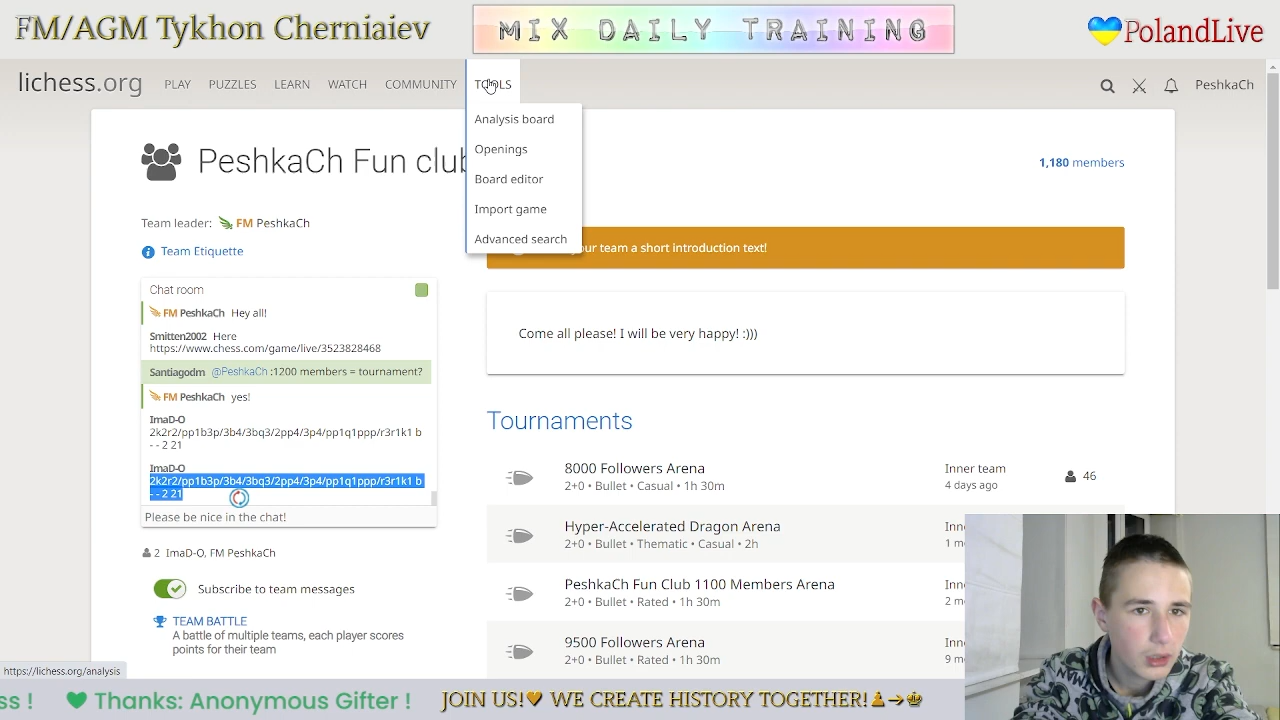 FM/AGM Tykhon Cherniaiev
MIX DAILY TRAINING
PolandLive
lichess.org PLAY PUZZLES LEARN WATCH COMMUNITY TOOLS PeshkaCh
Analysis board
Openings
Board editor
Import game
Advanced search
PeshkaCh Fun club
1,180 members
Team leader: FM PeshkaCh
Team Etiquette
our team a short introduction text!
Chat room
FM PeshkaCh Hey all!
Smitten2002 Here
https://www.chess.com/game/live/3523828468
Santiagodm @PeshkaCh :1200 members = tournament?
FM PeshkaCh yes!
ImaD-O
2k2r2/pp1b3p/3b4/3bq3/2pp4/3p4/pp1q1ppp/r3r1k1 b
- - 2 21
ImaD-O
2k2r2/pp1b3p/3b4/3bq3/2pp4/3p4/pp1q1ppp/r3r1k1 b
- - 2 21
Please be nice in the chat!
2 ImaD-O, FM PeshkaCh
Subscribe to team messages
TEAM BATTLE
A battle of multiple teams, each player scores
points for their team
Come all please! I will be very happy! :)))
Tournaments
8000 Followers Arena
2+0 • Bullet • Casual • 1h 30m
Inner team
4 days ago
46
Hyper-Accelerated Dragon Arena
2+0 • Bullet • Thematic • Casual • 2h
PeshkaCh Fun Club 1100 Members Arena
2+0 • Bullet • Rated • 1h 30m
9500 Followers Arena
2+0 • Bullet • Rated • 1h 30m
https://lichess.org/analysis
ss ! Thanks: Anonymous Gifter ! JOIN US! WE CREATE HISTORY TOGETHER!